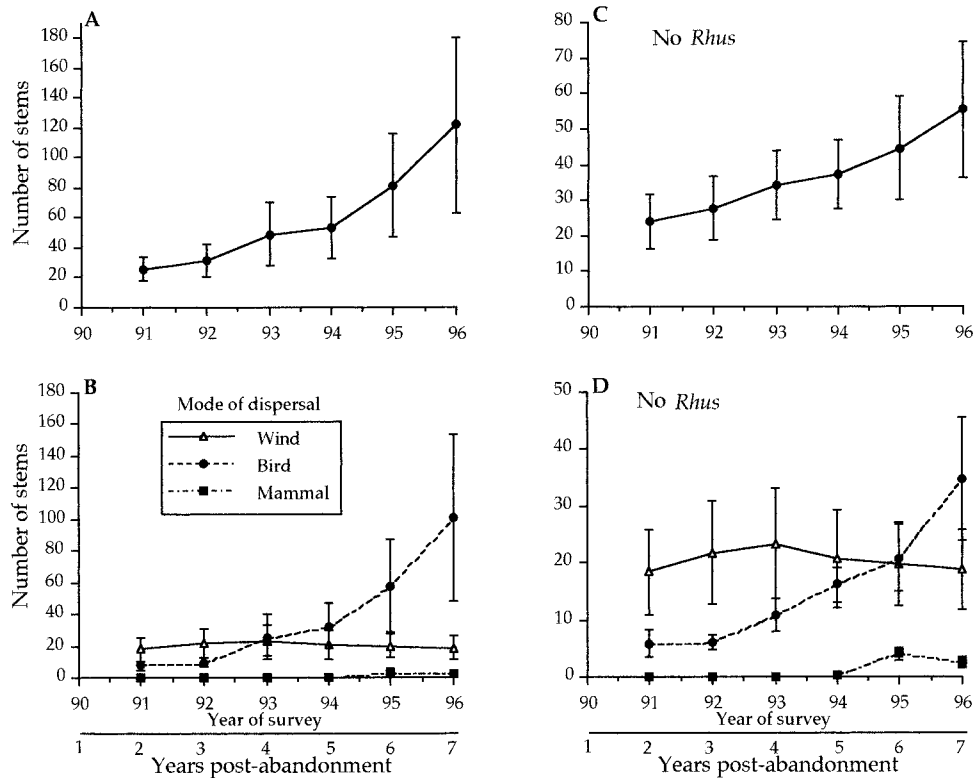 A
Number of stems
180
160
140
120
100
80
60
40
20
0
90 91 92 93 94 95 96
C
No Rhus
80
70
60
50
40
30
20
10
0
90 91 92 93 94 95 96
B
Number of stems
180
160
140
120
100
80
60
40
20
0
Mode of dispersal
Wind
Bird
Mammal
90 91 92 93 94 95 96
Year of survey
1 2 3 4 5 6 7
Years post-abandonment
D
No Rhus
50
40
30
20
10
0
90 91 92 93 94 95 96
Year of survey
1 2 3 4 5 6 7
Years post-abandonment